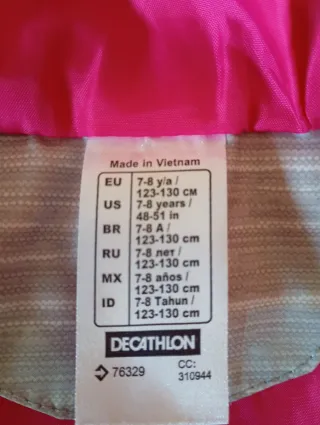 Made in Vietnam
EU 7-8 y/a /
123-130 CM
US 7-8 years /
48-51 in
BR 7-8 A /
123-130 cm
RU 7-8 лет /
123-130 cm
MX 7-8 años /
123-130 cm
ID 7-8 Tahun /
123-130 cm
DECATHLON
76329 CC:
310944